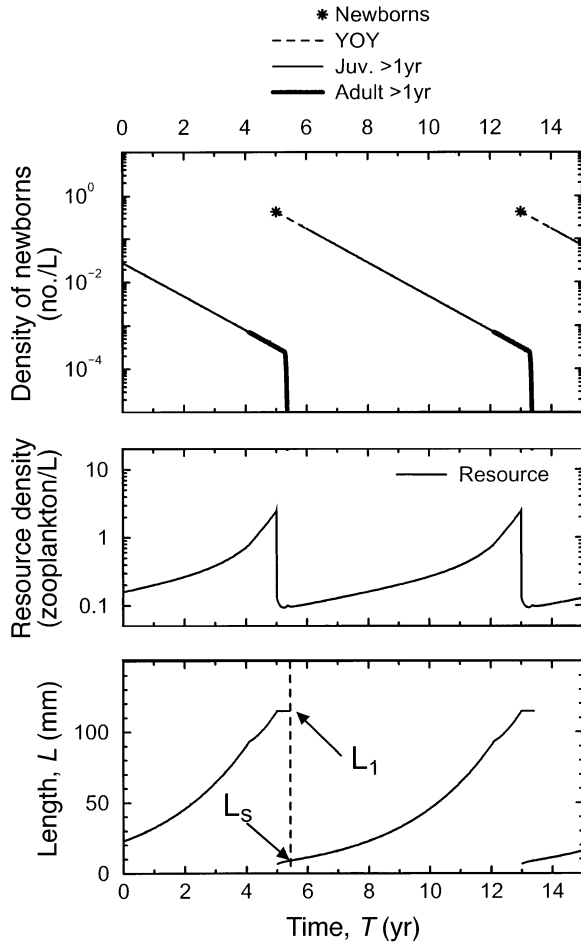 Newborns
YOY
Juv. >1yr
Adult >1yr
0 2 4 6 8 10 12 14
Density of newborns
(no./L)
10⁰
10⁻²
10⁻⁴
Resource density
(zooplankton/L)
10
1
0.1
Resource
Length, L (mm)
100
50
0
L₁
Lₛ
0 2 4 6 8 10 12 14
Time, T (yr)